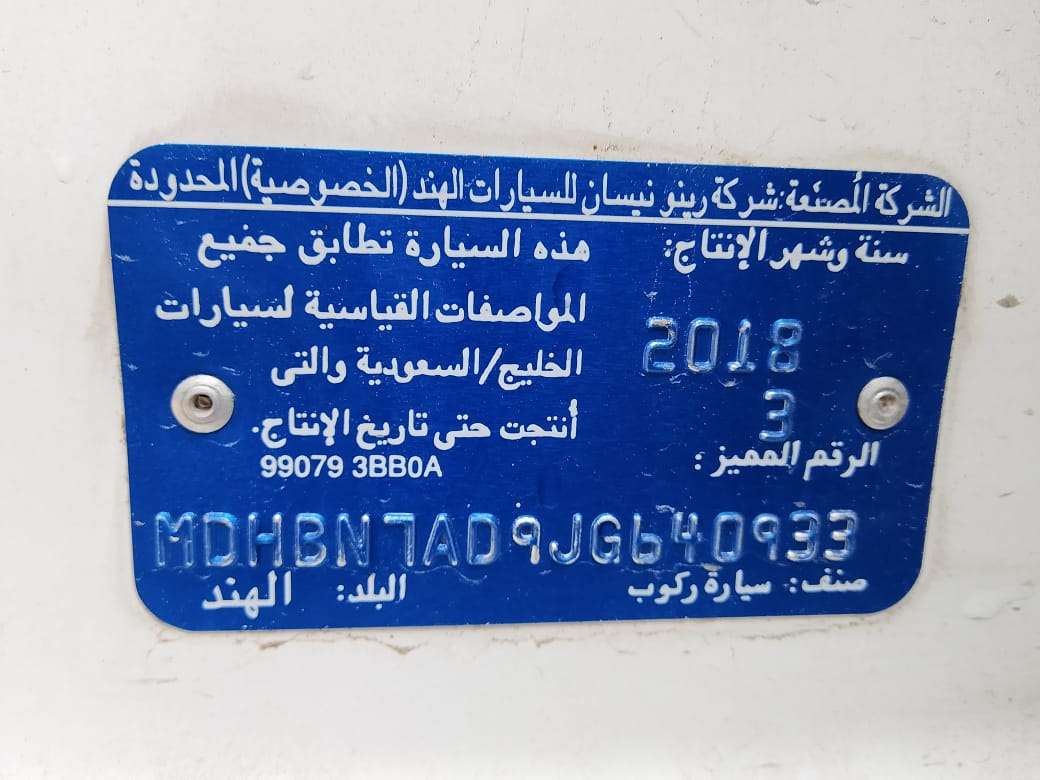 الشركة المصنعة: شركة رينو نيسان للسيارات الهند (الخصوصية) المحدودة
سنة وشهر الإنتاج:
2018
3
هذه السيارة تطابق جميع
المواصفات القياسية لسيارات
الخليج/السعودية والتى
أنتجت حتى تاريخ الإنتاج.
99079 3BB0A
الرقم المميز:
MDHBN7AD9JG640933
صنف: سيارة ركوب
البلد: الهند